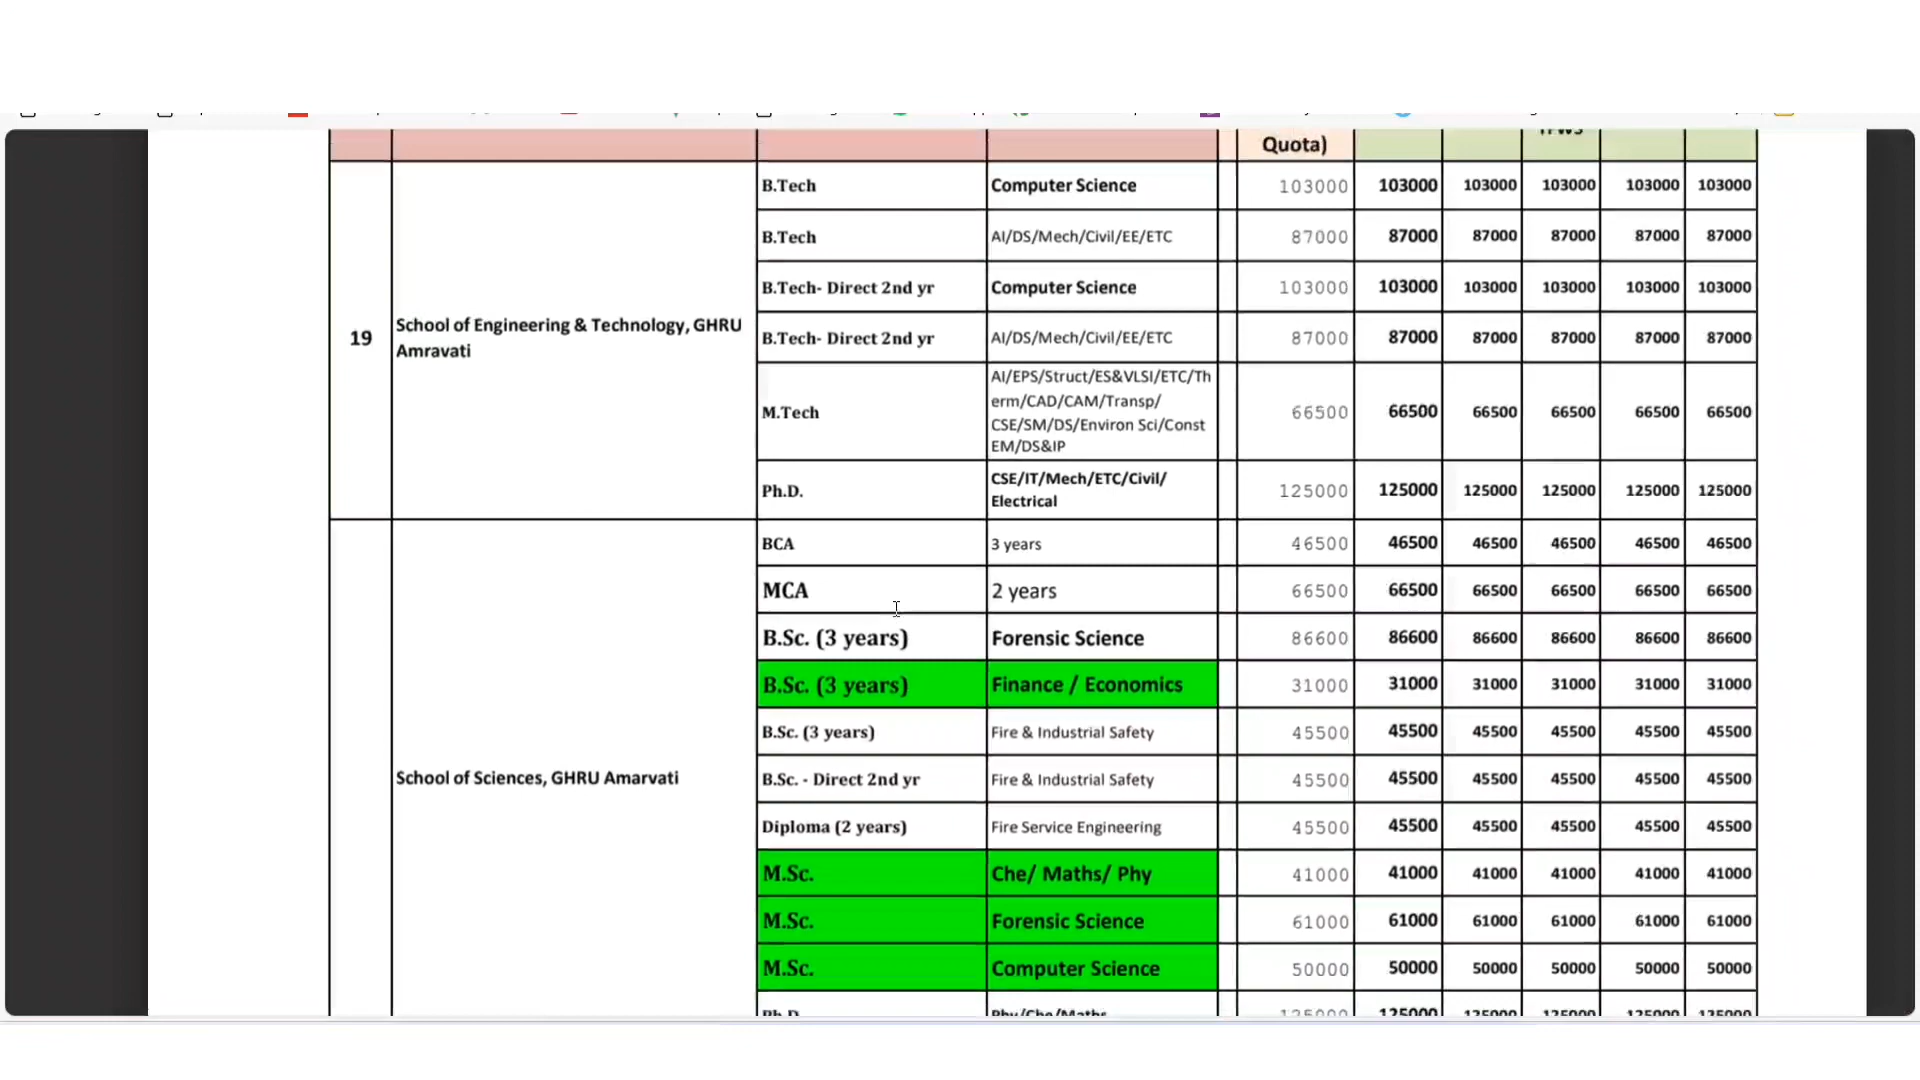 Quota)
19
School of Engineering & Technology, GHRU
Amravati
B.Tech Computer Science 103000 103000 103000 103000 103000 103000
B.Tech AI/DS/Mech/Civil/EE/ETC 87000 87000 87000 87000 87000 87000
B.Tech- Direct 2nd yr Computer Science 103000 103000 103000 103000 103000 103000
B.Tech- Direct 2nd yr AI/DS/Mech/Civil/EE/ETC 87000 87000 87000 87000 87000 87000
M.Tech
AI/EPS/Struct/ES&VLSI/ETC/Th
erm/CAD/CAM/Transp/
CSE/SM/DS/Environ Sci/Const
EM/DS&IP
66500 66500 66500 66500 66500 66500
Ph.D.
CSE/IT/Mech/ETC/Civil/
Electrical
125000 125000 125000 125000 125000 125000
School of Sciences, GHRU Amarvati
BCA 3 years 46500 46500 46500 46500 46500 46500
MCA 2 years 66500 66500 66500 66500 66500 66500
B.Sc. (3 years) Forensic Science 86600 86600 86600 86600 86600 86600
B.Sc. (3 years) Finance / Economics 31000 31000 31000 31000 31000 31000
B.Sc. (3 years) Fire & Industrial Safety 45500 45500 45500 45500 45500 45500
B.Sc. - Direct 2nd yr Fire & Industrial Safety 45500 45500 45500 45500 45500 45500
Diploma (2 years) Fire Service Engineering 45500 45500 45500 45500 45500 45500
M.Sc. Che/ Maths/ Phy 41000 41000 41000 41000 41000 41000
M.Sc. Forensic Science 61000 61000 61000 61000 61000 61000
M.Sc. Computer Science 50000 50000 50000 50000 50000 50000
Ph.D. Phy/Che/Maths 125000 125000 125000 125000 125000 125000